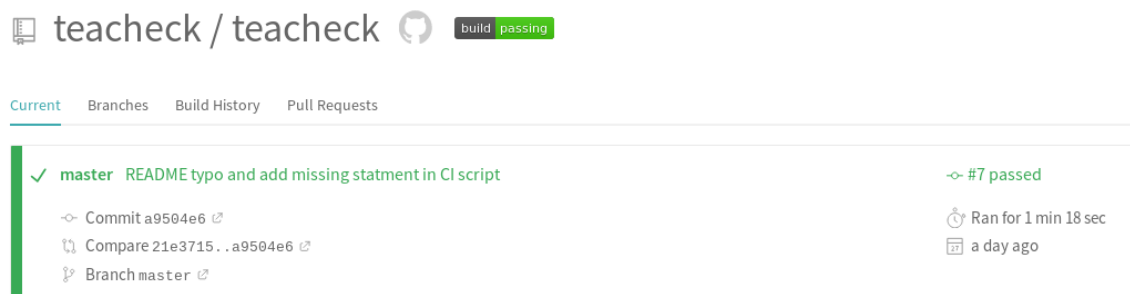 teacheck / teacheck build passing
Current Branches Build History Pull Requests
master README typo and add missing statment in CI script #7 passed
Commit a9504e6 Ran for 1 min 18 sec
Compare 21e3715..a9504e6 a day ago
27
Branch master